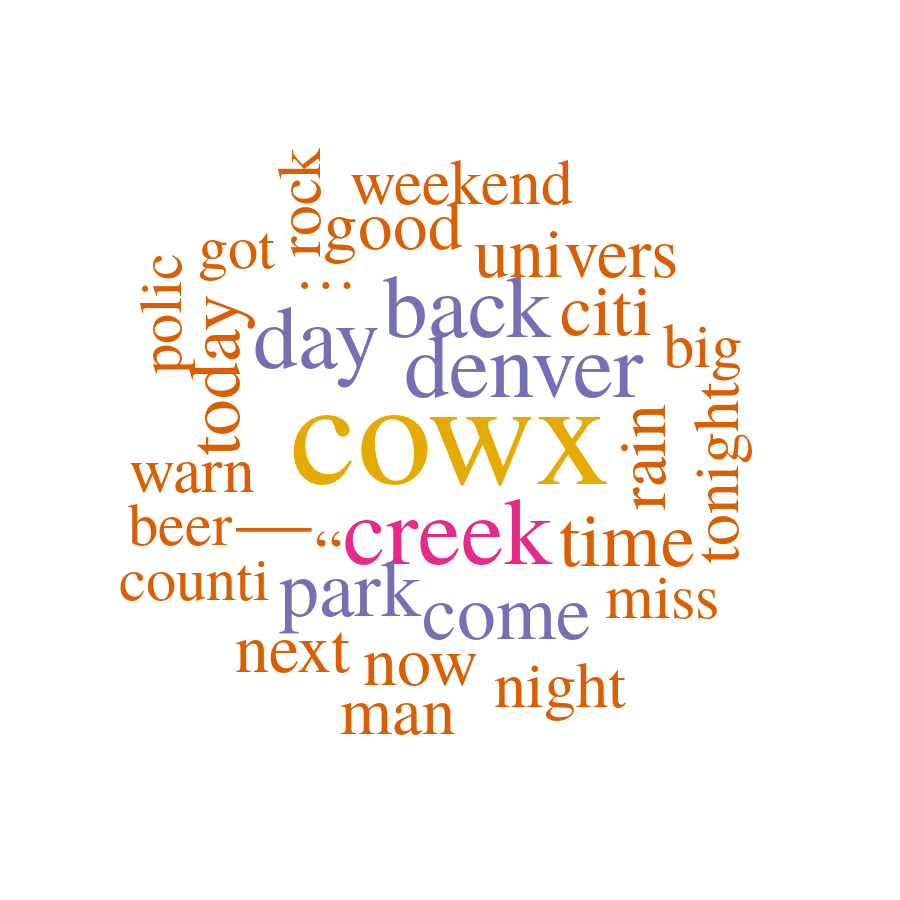 rock
weekend
good
got
univers
polic
…
back
citi
today
day
big
denver
tonight
cowx
rain
warn
beer
—
“
creek
time
counti
park
come
miss
next
now
night
man